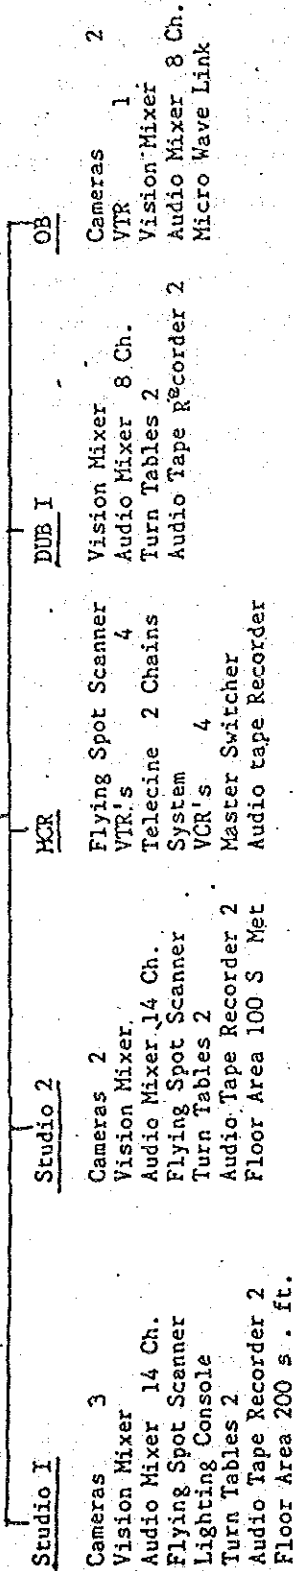 Studio I
Cameras 3
Vision Mixer
Audio Mixer 14 Ch.
Flying Spot Scanner
Lighting Console
Turn Tables 2
Audio Tape Recorder 2
Floor Area 200 s . ft.
Studio 2
Cameras 2
Vision Mixer.
Audio Mixer 14 Ch.
Flying Spot Scanner
Turn Tables 2
Audio Tape Recorder 2
Floor Area 100 S Met
MCR
Flying Spot Scanner
VTR's 4
Telecine 2 Chains
System
VCR's 4
Master Switcher
Audio tape Recorder
DUB I
Vision Mixer
Audio Mixer 8 Ch.
Turn Tables 2
Audio Tape Recorder 2
OB
Cameras 2
VTR 1
Vision Mixer
Audio Mixer 8 Ch.
Micro Wave Link